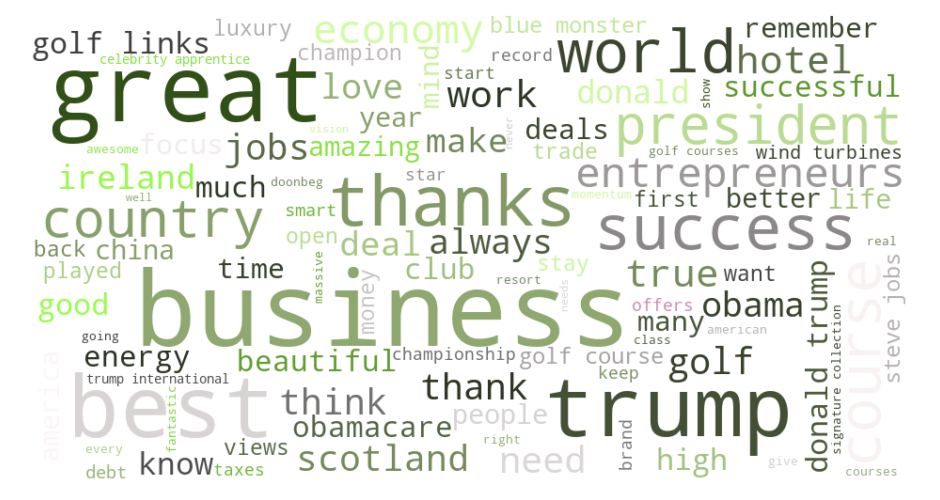 golf links
luxury
economy
blue monster
remember
celebrity apprentice
champion
record
world
hotel
great
love
mind
start
work
donald
show
successful
year
never
deals
president
vision
awesome
focus
jobs
amazing
make
trade
golf courses
wind turbines
ireland
much
doonbeg
star
thanks
momentum
entrepreneurs
well
smart
first
better
life
country
open
deal
always
success
real
back
china
time
massive
club
stay
true
want
played
business
money
resort
needs
good
offers
obama
many
american
course
steve jobs
going
energy
beautiful
championship
golf course
class
golf
donald trump
signature collection
america
trump international
best
fantastic
think
thank
keep
trump
obamacare
people
brand
every
views
right
debt
know
taxes
scotland
need
high
give
courses